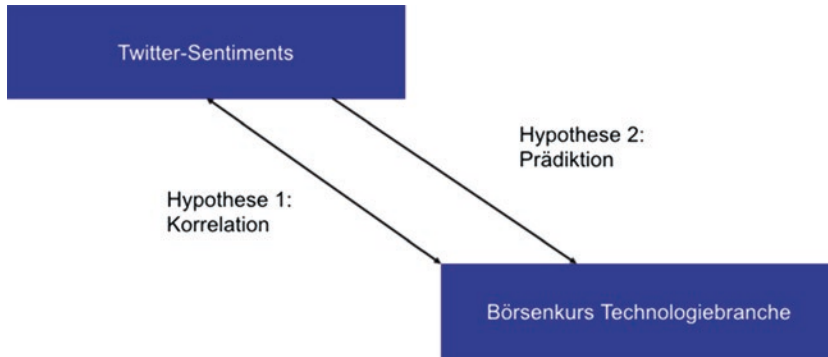 Twitter-Sentiments
Hypothese 2:
Prädiktion
Hypothese 1:
Korrelation
Börsenkurs Technologiebranche